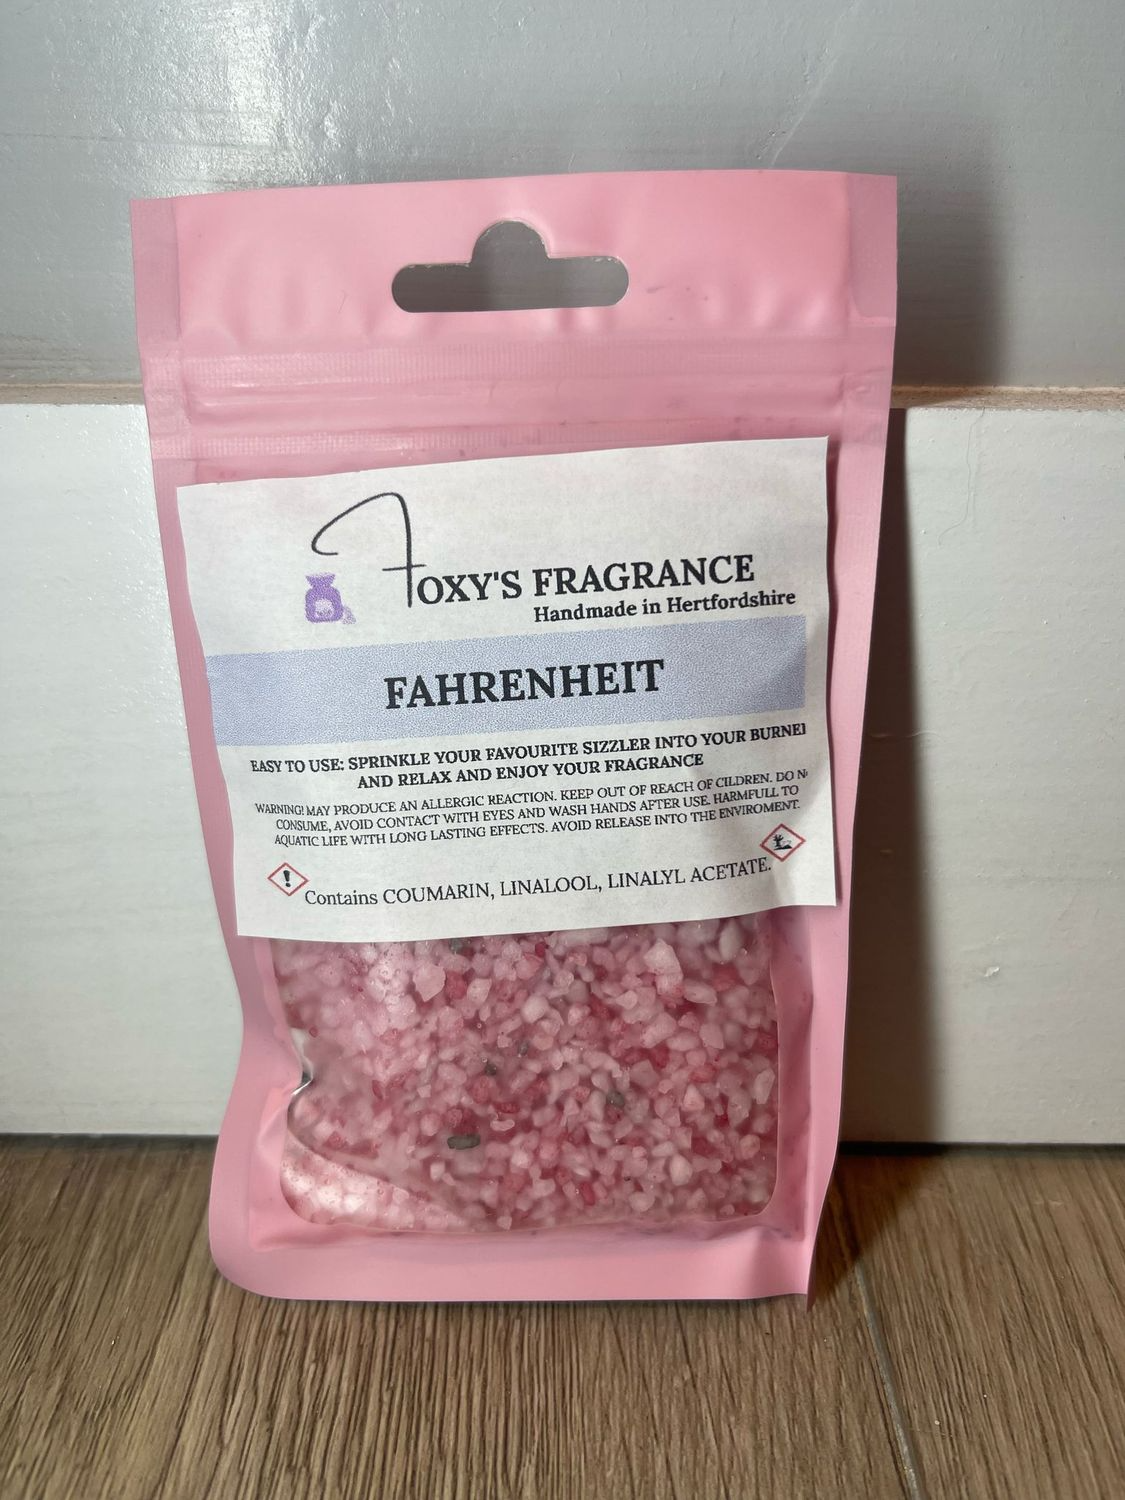 FOXY'S FRAGRANCE
Handmade in Hertfordshire
FAHRENHEIT
EASY TO USE: SPRINKLE YOUR FAVOURITE SIZZLER INTO YOUR BURNE
AND RELAX AND ENJOY YOUR FRAGRANCE
WARNING! MAY PRODUCE AN ALLERGIC REACTION. KEEP OUT OF REACH OF CILDREN. DO N
CONSUME, AVOID CONTACT WITH EYES AND WASH HANDS AFTER USE. HARMFULL TO
AQUATIC LIFE WITH LONG LASTING EFFECTS. AVOID RELEASE INTO THE ENVIROMENT.
Contains COUMARIN, LINALOOL, LINALYL ACETATE.